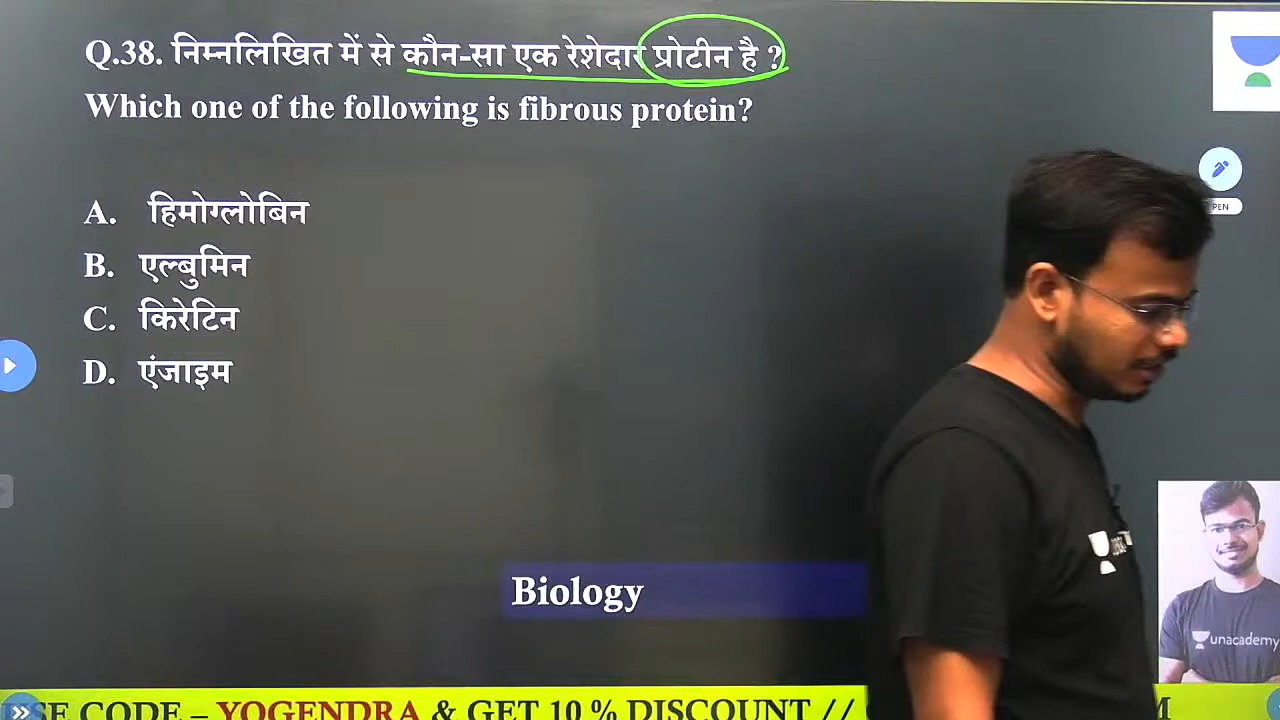 Q.38. निम्नलिखित में से कौन-सा एक रेशेदार प्रोटीन है ?
Which one of the following is fibrous protein?
A. हिमोग्लोबिन
B. एल्बुमिन
C. किरेटिन
D. एंजाइम
PEN
Biology
unacademy
CODE – YOGENDRA & GET 10 % DISCOUNT //